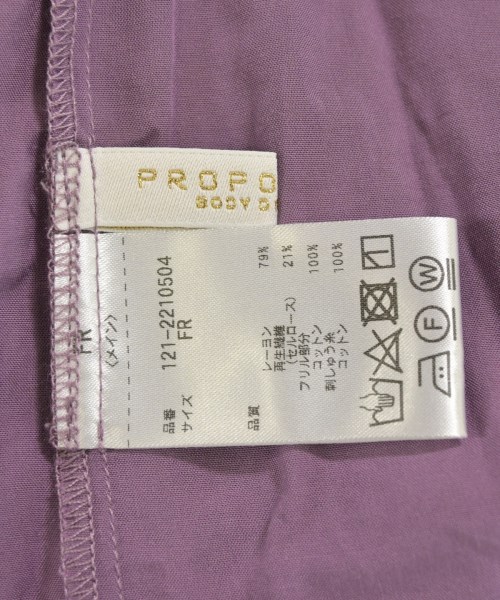 PROPO
BODY D
FR
〈メイン〉
品番 121-2210504
サイズ FR
品質 レーヨン 79%
再生繊維 21%
(セルロース)
フリル部分
コットン 100%
刺しゅう糸
コットン 100%
F
W